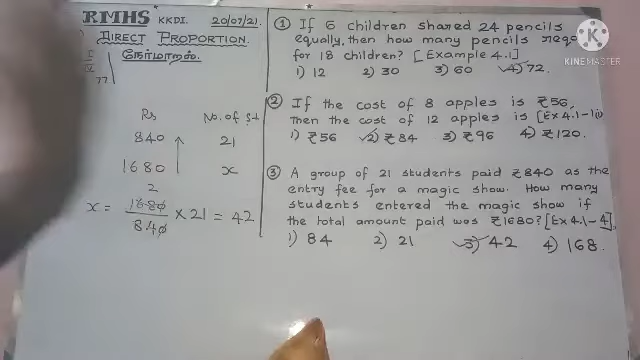 RMHS KKDI. 20/07/21.
DIRECT PROPORTION.
நேர்மாறல்.
77
Rs No. of St
840 21
1680 x
2
x = 1680/840 × 21 = 42
① If 6 children shared 24 pencils
equally, then how many pencils
for 18 children? [Example 4.1]
1) 12 2) 30 3) 60 4) 72.
② If the cost of 8 apples is ₹56,
Then the cost of 12 apples is [Ex 4.1-1(i)
1) ₹56 2) ₹84 3) ₹96 4) ₹120.
③ A group of 21 students paid ₹840 as the
entry fee for a magic show. How many
students entered the magic show if
the total amount paid was ₹1680? [Ex 4.1-4]
1) 84 2) 21 3) 42 4) 168.
KINEMASTER